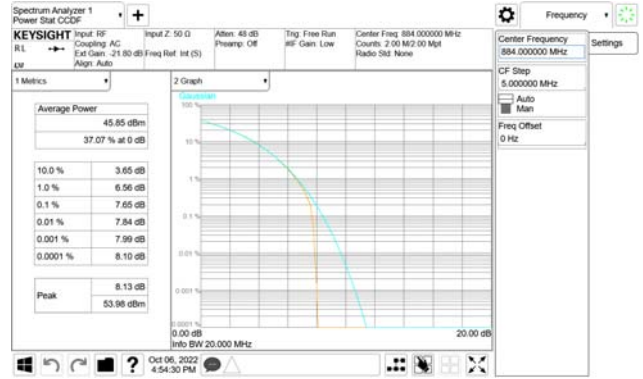 Spectrum Analyzer 1
Power Stat CCDF
Frequency
KEYSIGHT
RL
Input: RF
Coupling: AC
Ext Gain: -21.80 dB
Align: Auto
Input Z: 50 Ω
Freq Ref: Int (S)
Atten: 48 dB
Preamp: Off
Trig: Free Run
#IF Gain: Low
Center Freq: 884.000000 MHz
Counts: 2.00 M/2.00 Mpt
Radio Std: None
Center Frequency
884.000000 MHz
Settings
CF Step
5.000000 MHz
Auto
Man
Freq Offset
0 Hz
1 Metrics
Average Power
45.85 dBm
37.07 % at 0 dB
10.0 % 3.65 dB
1.0 % 6.56 dB
0.1 % 7.65 dB
0.01 % 7.84 dB
0.001 % 7.99 dB
0.0001 % 8.10 dB
Peak
8.13 dB
53.98 dBm
2 Graph
Gaussian
100 %
10 %
1 %
0.1 %
0.01 %
0.001 %
0.0001 %
0.00 dB
20.00 dB
Info BW 20.000 MHz
?
Oct 06, 2022
4:54:30 PM